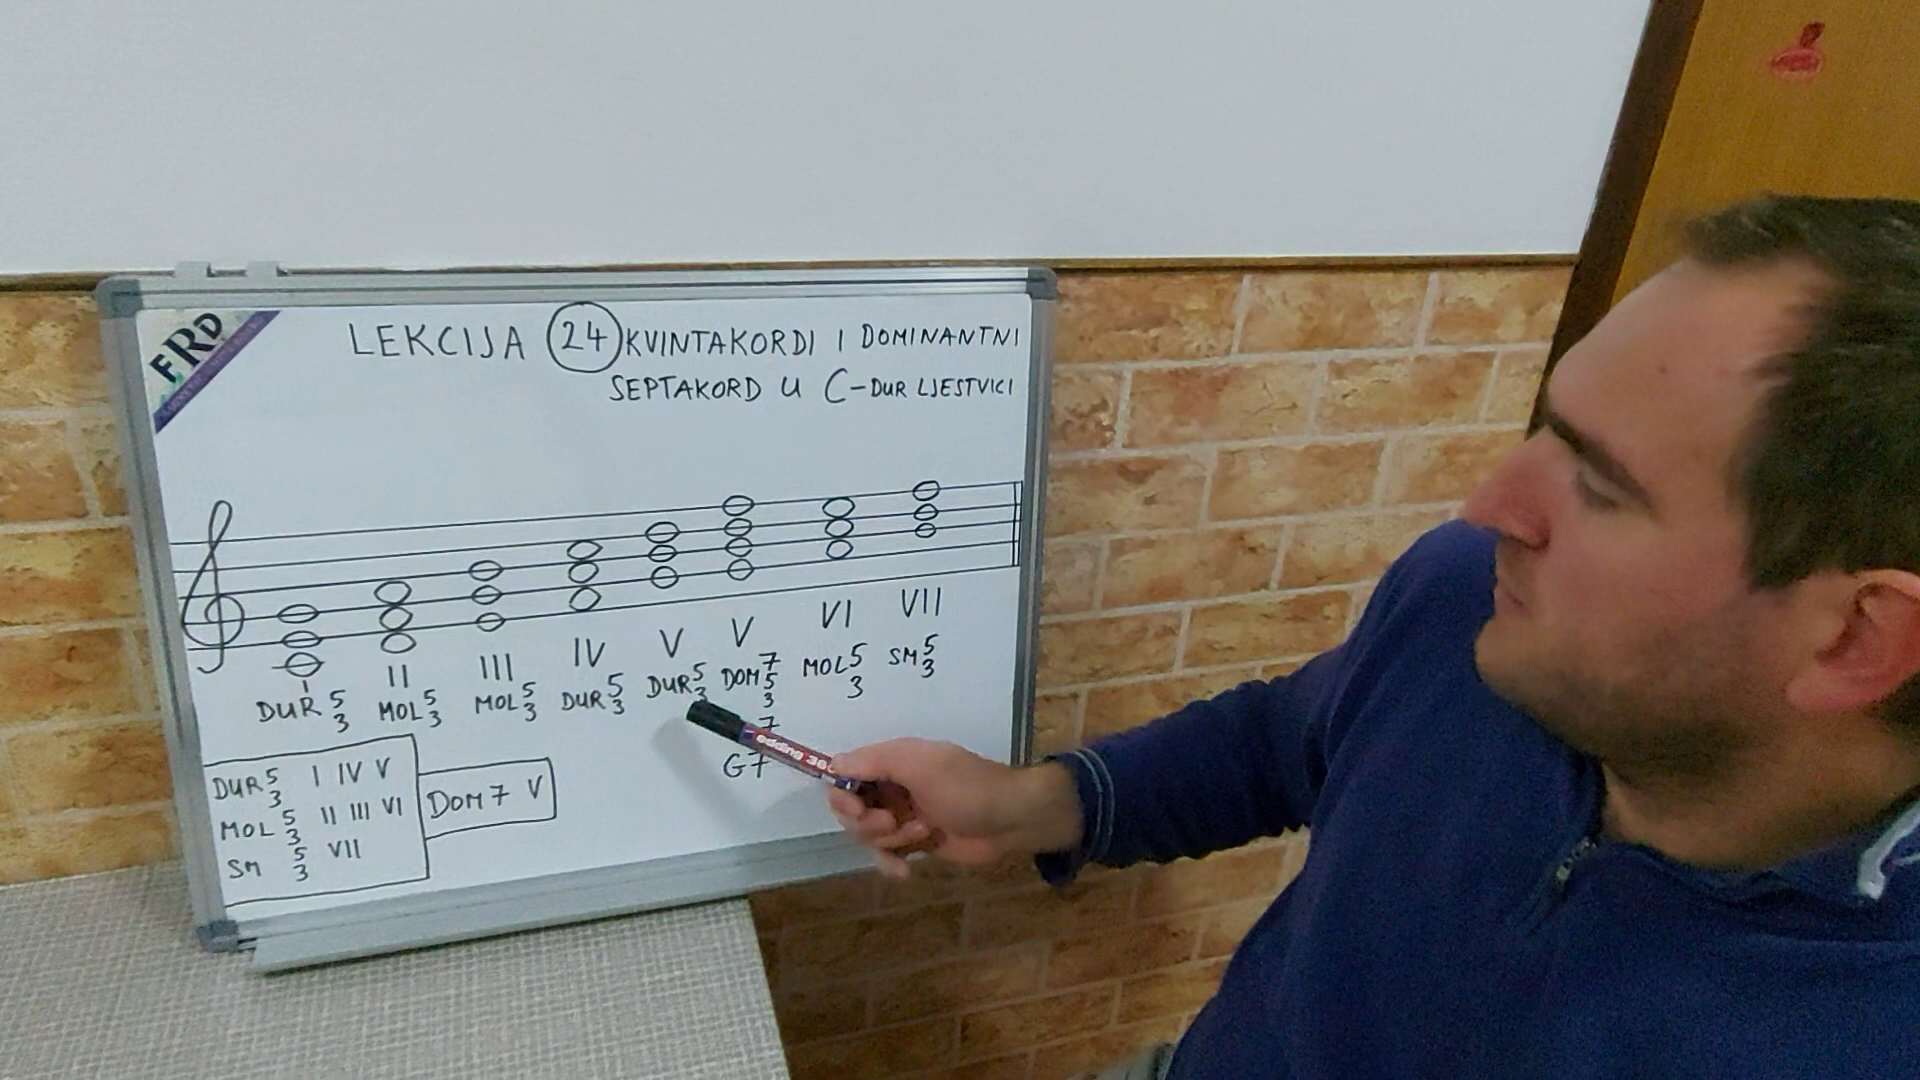 FRD
LEKCIJA 24 KVINTAKORDI I DOMINANTNI
SEPTAKORD U C-DUR LJESTVICI
I II III IV V V VI VII
DUR 5 3 MOL 5 3 MOL 5 3 DUR 5 3 DUR 5 3 DOM 7 5 3 MOL 5 3 SM 5 3
7
G7
DUR 5 3 I IV V
MOL 5 3 II III VI
SM 5 3 VII
DOM 7 V
edding